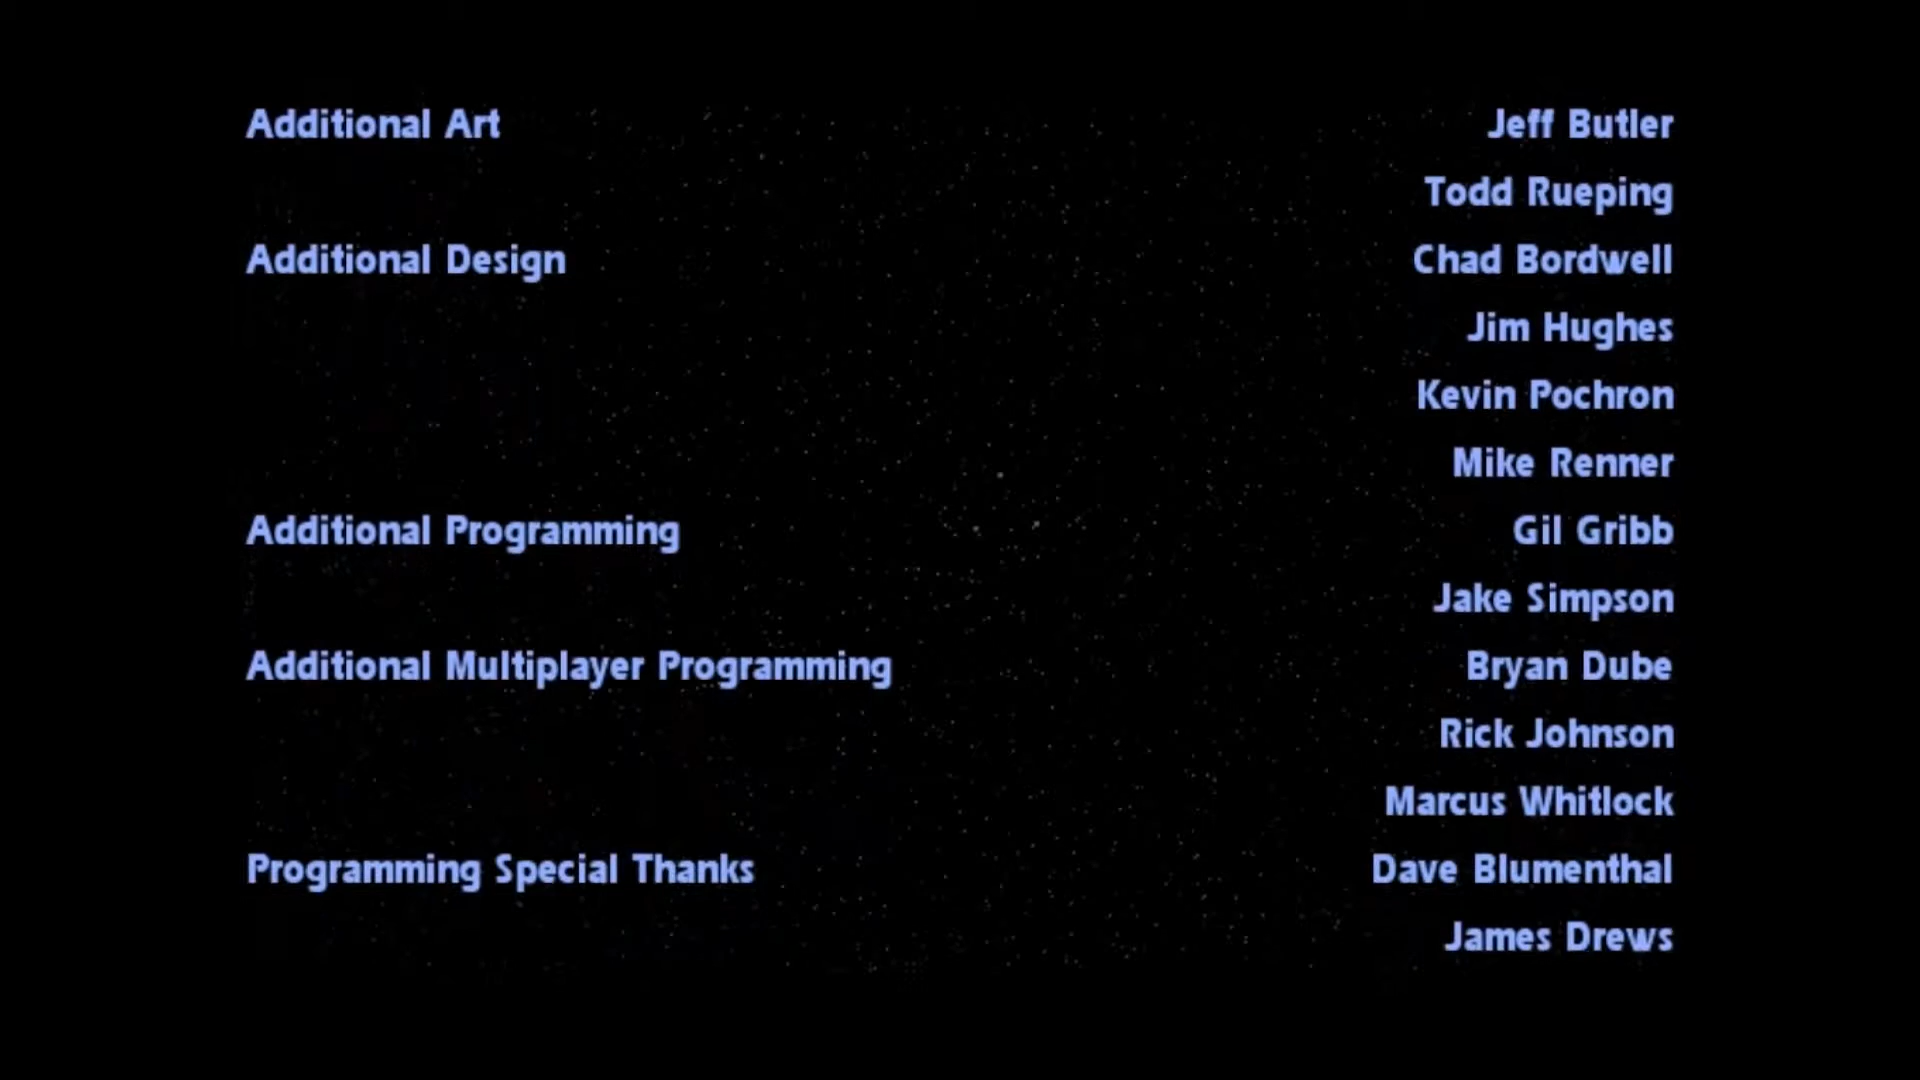 Additional Art Jeff Butler
Todd Rueping
Additional Design Chad Bordwell
Jim Hughes
Kevin Pochron
Mike Renner
Additional Programming Gil Gribb
Jake Simpson
Additional Multiplayer Programming Bryan Dube
Rick Johnson
Marcus Whitlock
Programming Special Thanks Dave Blumenthal
James Drews